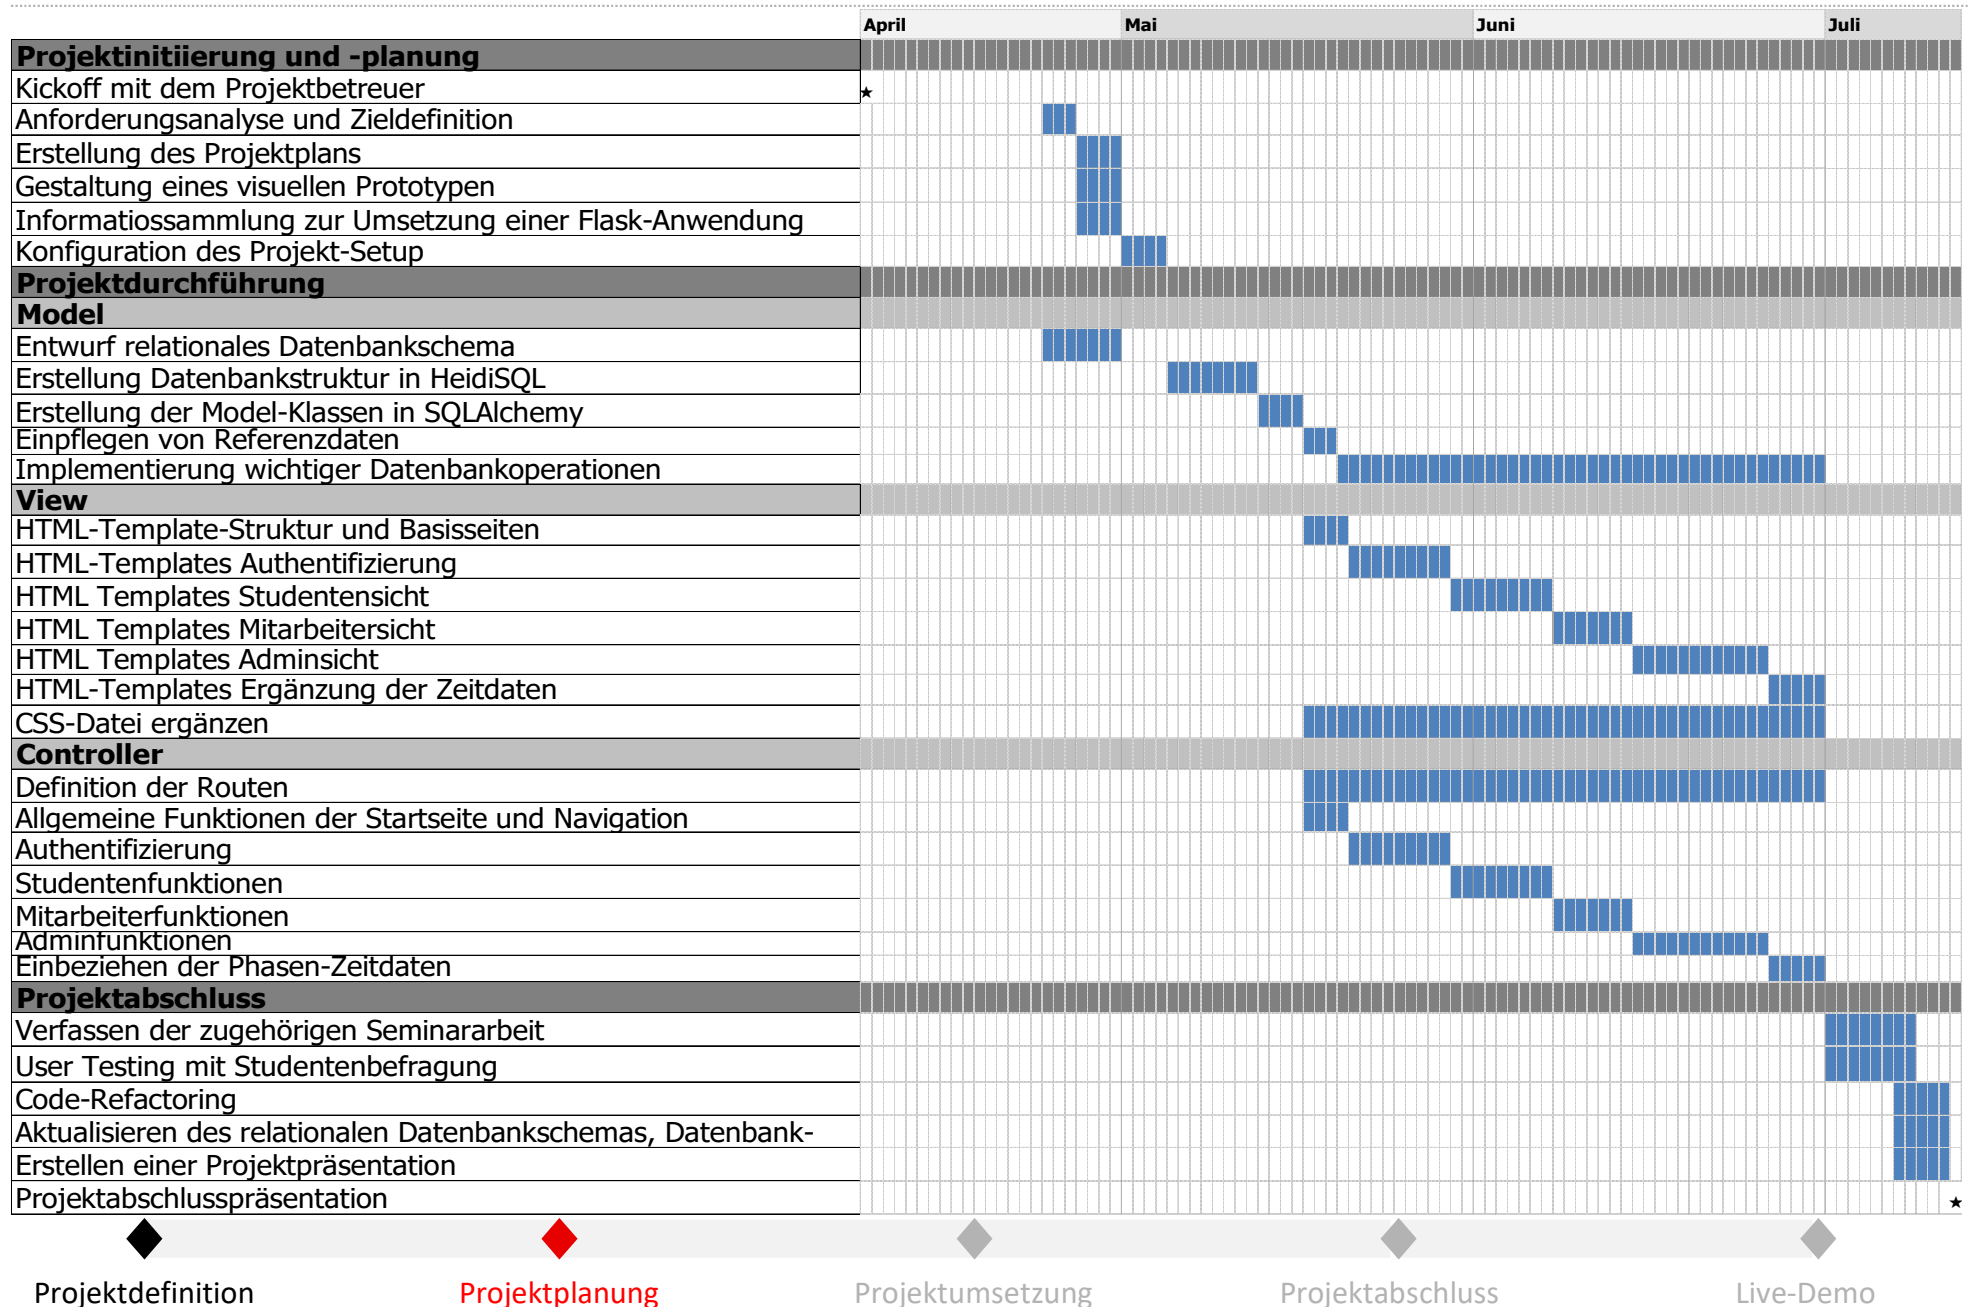 April Mai Juni Juli
Projektinitiierung und -planung
Kickoff mit dem Projektbetreuer
Anforderungsanalyse und Zieldefinition
Erstellung des Projektplans
Gestaltung eines visuellen Prototypen
Informatiossammlung zur Umsetzung einer Flask-Anwendung
Konfiguration des Projekt-Setup
Projektdurchführung
Model
Entwurf relationales Datenbankschema
Erstellung Datenbankstruktur in HeidiSQL
Erstellung der Model-Klassen in SQLAlchemy
Einpflegen von Referenzdaten
Implementierung wichtiger Datenbankoperationen
View
HTML-Template-Struktur und Basisseiten
HTML-Templates Authentifizierung
HTML Templates Studentensicht
HTML Templates Mitarbeitersicht
HTML Templates Adminsicht
HTML-Templates Ergänzung der Zeitdaten
CSS-Datei ergänzen
Controller
Definition der Routen
Allgemeine Funktionen der Startseite und Navigation
Authentifizierung
Studentenfunktionen
Mitarbeiterfunktionen
Adminfunktionen
Einbeziehen der Phasen-Zeitdaten
Projektabschluss
Verfassen der zugehörigen Seminararbeit
User Testing mit Studentenbefragung
Code-Refactoring
Aktualisieren des relationalen Datenbankschemas, Datenbank-
Erstellen einer Projektpräsentation
Projektabschlusspräsentation
Projektdefinition Projektplanung Projektumsetzung Projektabschluss Live-Demo